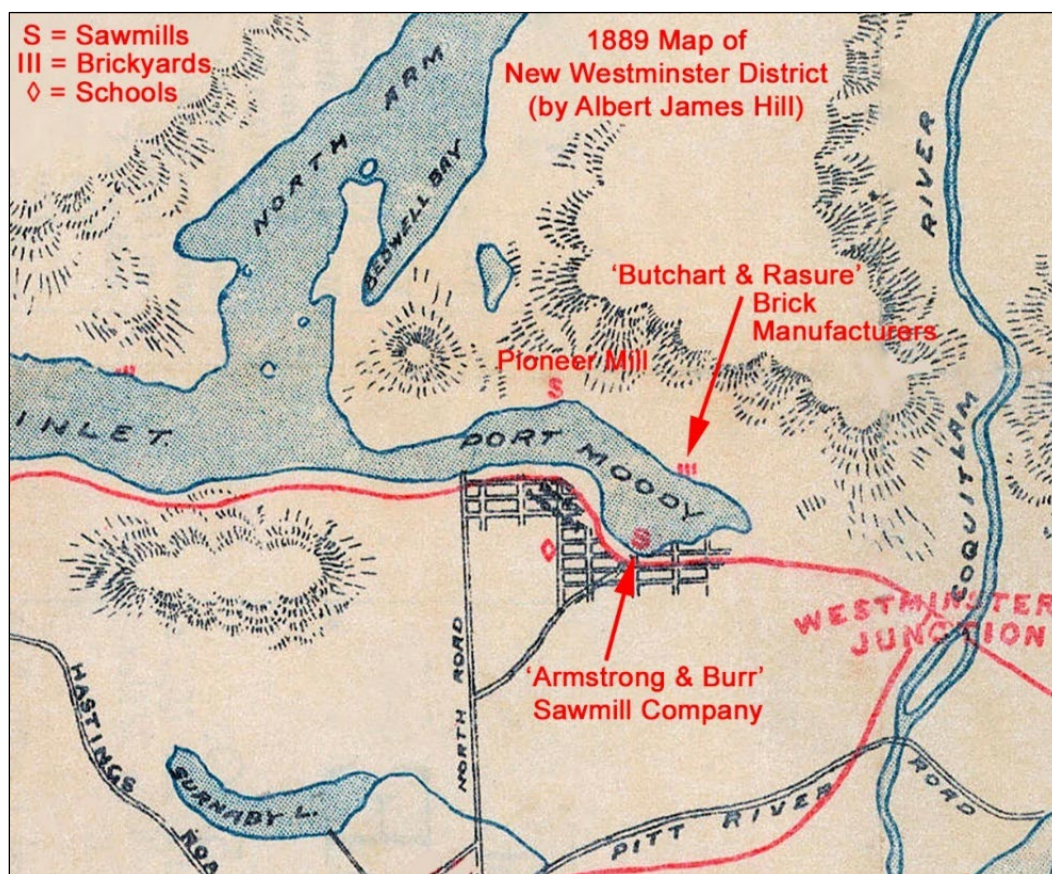 S = Sawmills
III = Brickyards
◊ = Schools
1889 Map of
New Westminster District
(by Albert James Hill)
NORTH ARM
BEDWELL BAY
RIVER
'Butchart & Rasure'
Brick
Manufacturers
Pioneer Mill
S
INLET
PORT MOODY
III
III
S
◊
COQUITLAM
WESTMINSTER
JUNCTION
'Armstrong & Burr'
Sawmill Company
NORTH ROAD
HASTINGS
ROA
BURNABY L.
PITT RIVER
ROAD